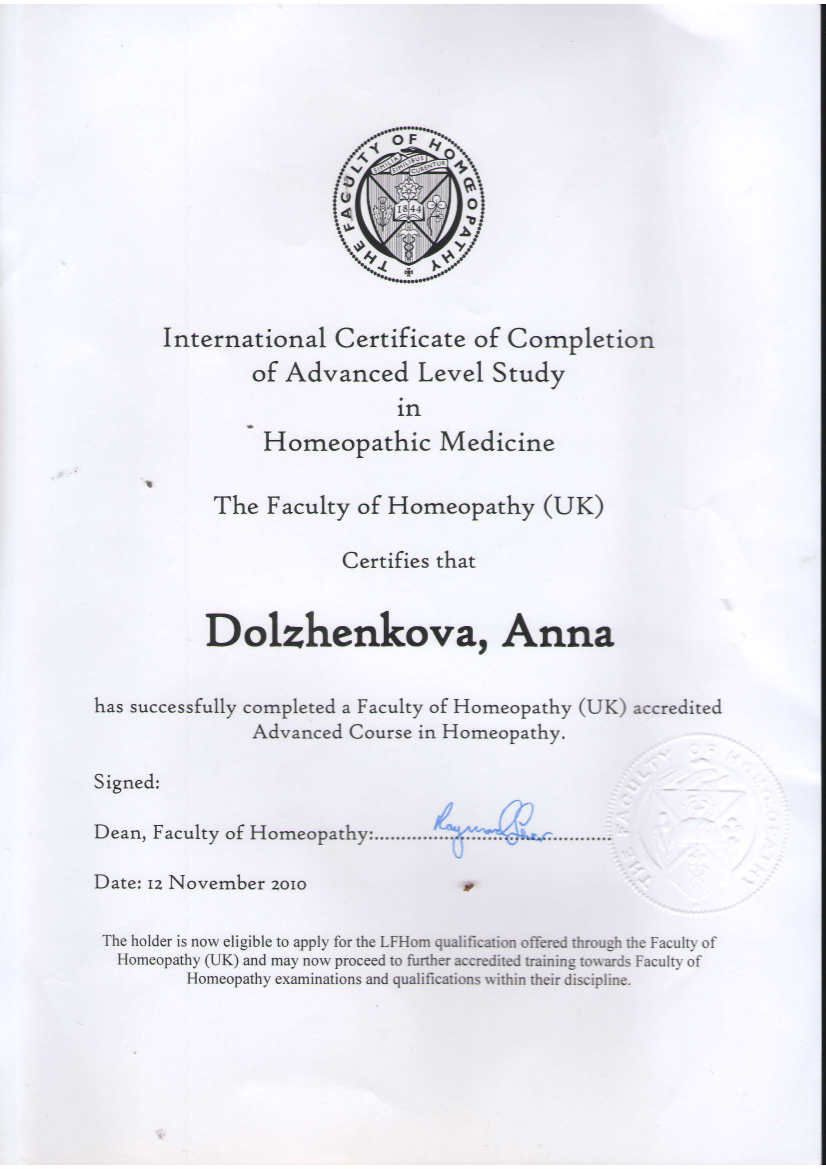 THE FACULTY OF HOMŒOPATHY
SIMILIA SIMILIBUS CURENTUR
1844
International Certificate of Completion
of Advanced Level Study
in
Homeopathic Medicine
The Faculty of Homeopathy (UK)
Certifies that
Dolzhenkova, Anna
has successfully completed a Faculty of Homeopathy (UK) accredited
Advanced Course in Homeopathy.
THE FACULTY OF HOMŒOPATHY
Signed:
Dean, Faculty of Homeopathy:
Date: 12 November 2010
The holder is now eligible to apply for the LFHom qualification offered through the Faculty of
Homeopathy (UK) and may now proceed to further accredited training towards Faculty of
Homeopathy examinations and qualifications within their discipline.